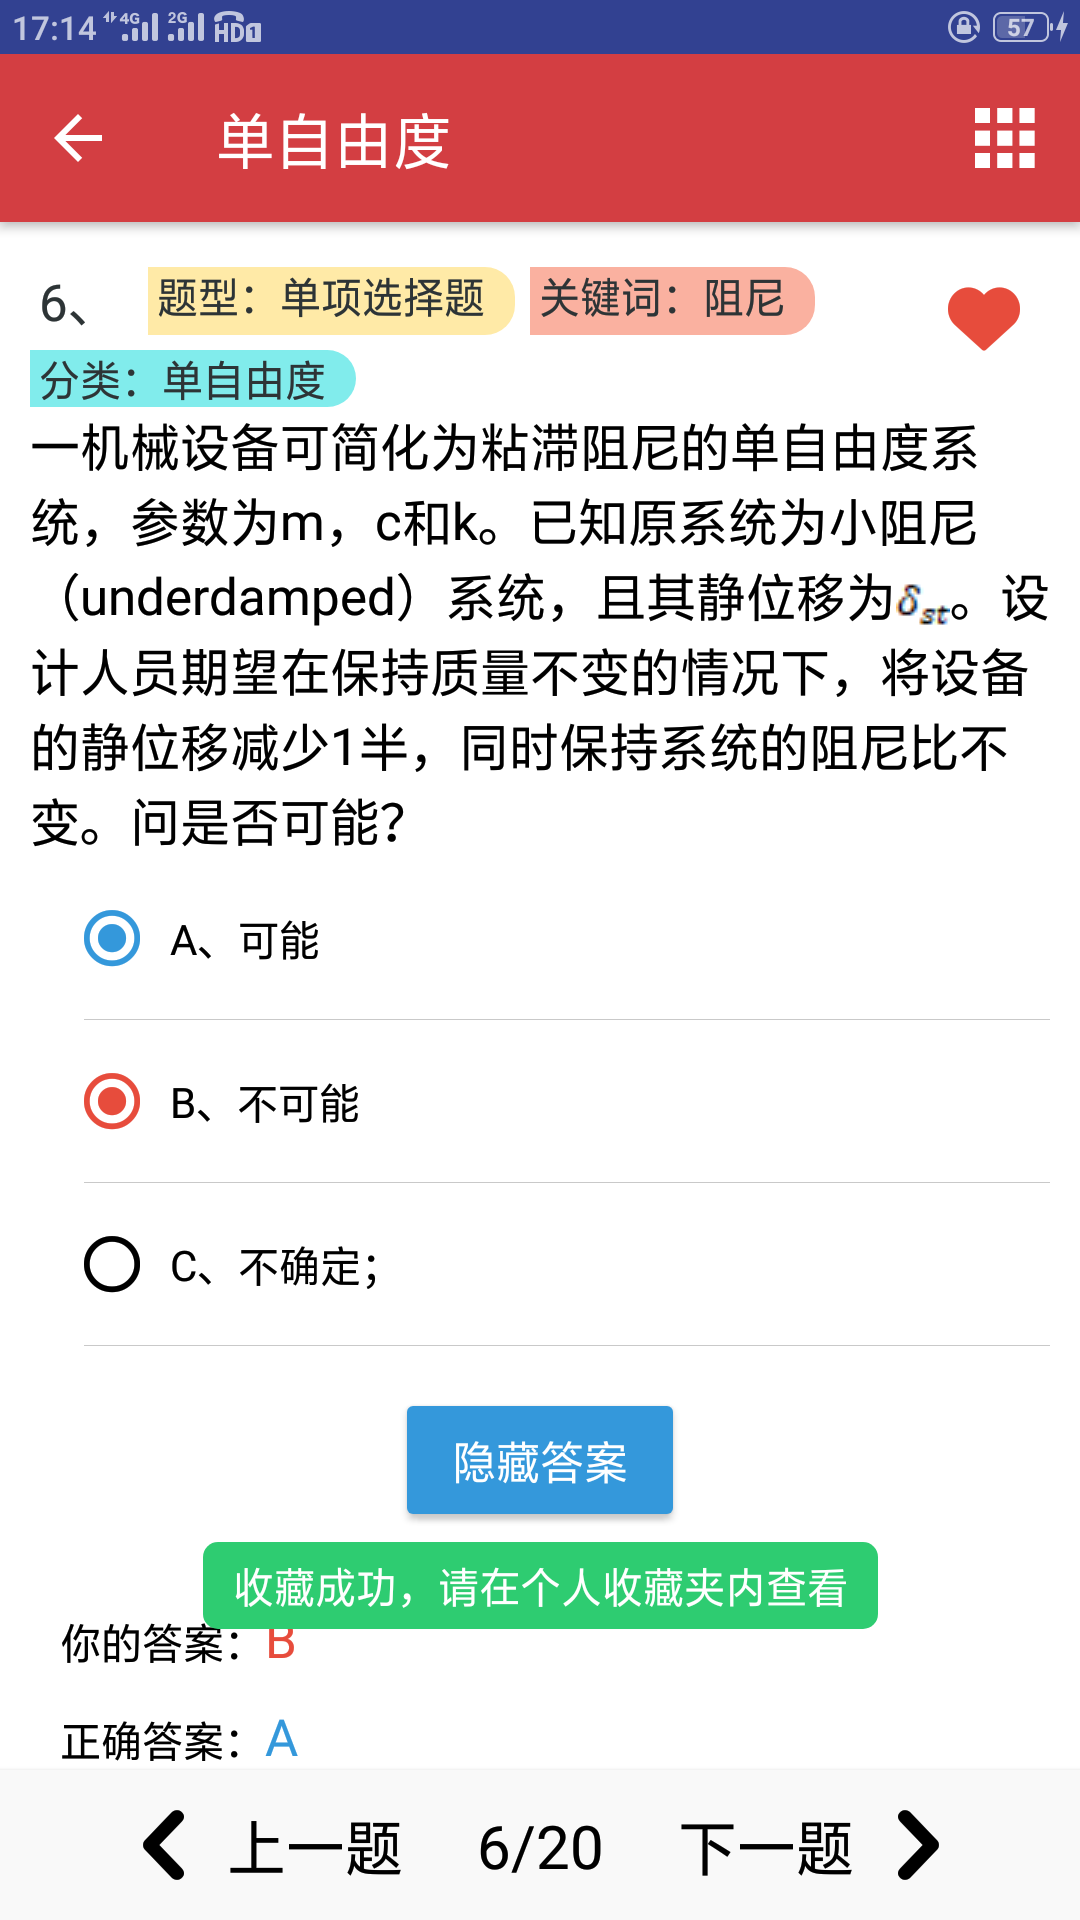 17:14 4G 2G HD1 57
单自由度
6、 题型：单项选择题 关键词：阻尼
分类：单自由度
一机械设备可简化为粘滞阻尼的单自由度系
统，参数为m，c和k。已知原系统为小阻尼
（underdamped）系统，且其静位移为δst。设
计人员期望在保持质量不变的情况下，将设备
的静位移减少1半，同时保持系统的阻尼比不
变。问是否可能？
A、可能
B、不可能
C、不确定；
隐藏答案
收藏成功，请在个人收藏夹内查看
你的答案：B
正确答案：A
上一题 6/20 下一题